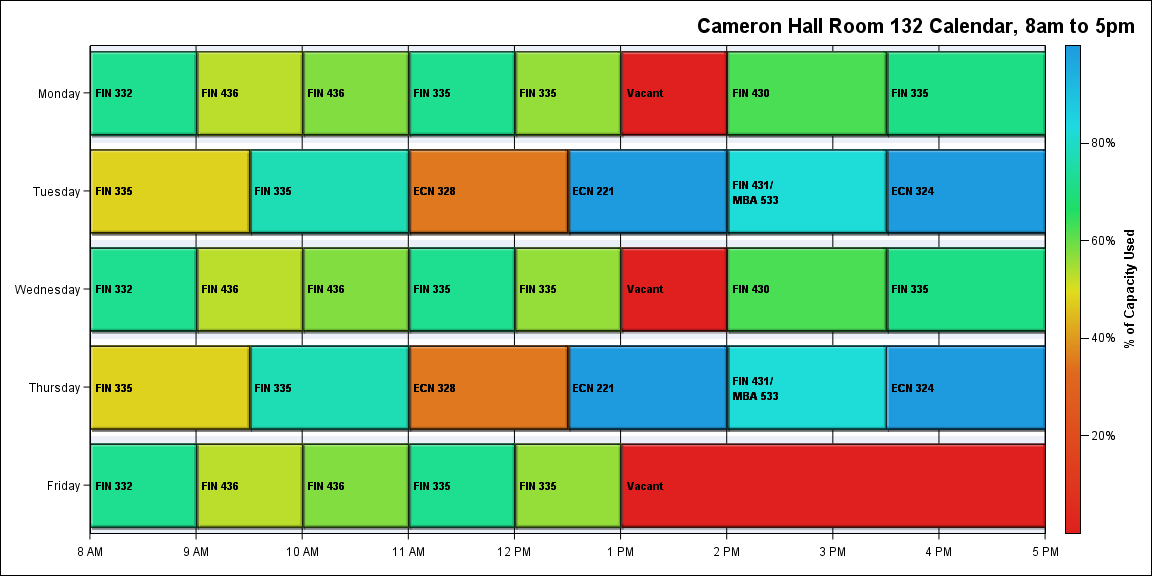 Cameron Hall Room 132 Calendar, 8am to 5pm
Monday
FIN 332
FIN 436
FIN 436
FIN 335
FIN 335
Vacant
FIN 430
FIN 335
Tuesday
FIN 335
FIN 335
ECN 328
ECN 221
FIN 431/
MBA 533
ECN 324
Wednesday
FIN 332
FIN 436
FIN 436
FIN 335
FIN 335
Vacant
FIN 430
FIN 335
Thursday
FIN 335
FIN 335
ECN 328
ECN 221
FIN 431/
MBA 533
ECN 324
Friday
FIN 332
FIN 436
FIN 436
FIN 335
FIN 335
Vacant
8 AM
9 AM
10 AM
11 AM
12 PM
1 PM
2 PM
3 PM
4 PM
5 PM
80%
60%
40%
20%
% of Capacity Used